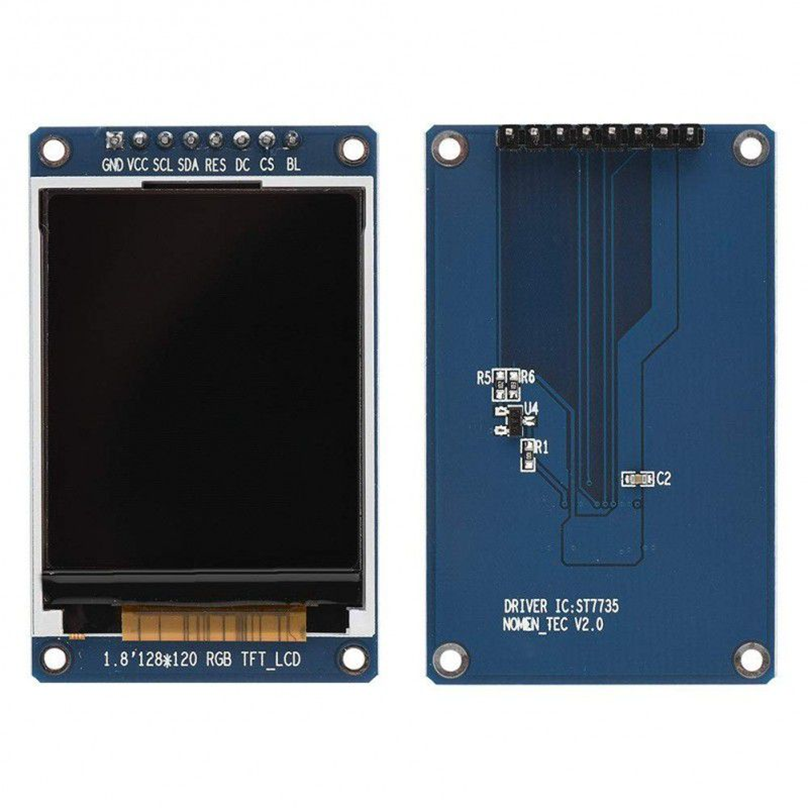 GND VCC SCL SDA RES DC CS BL
1.8'128*120 RGB TFT_LCD
R5 R6
U4
R1
C2
DRIVER IC:ST7735
NOMEN_TEC V2.0